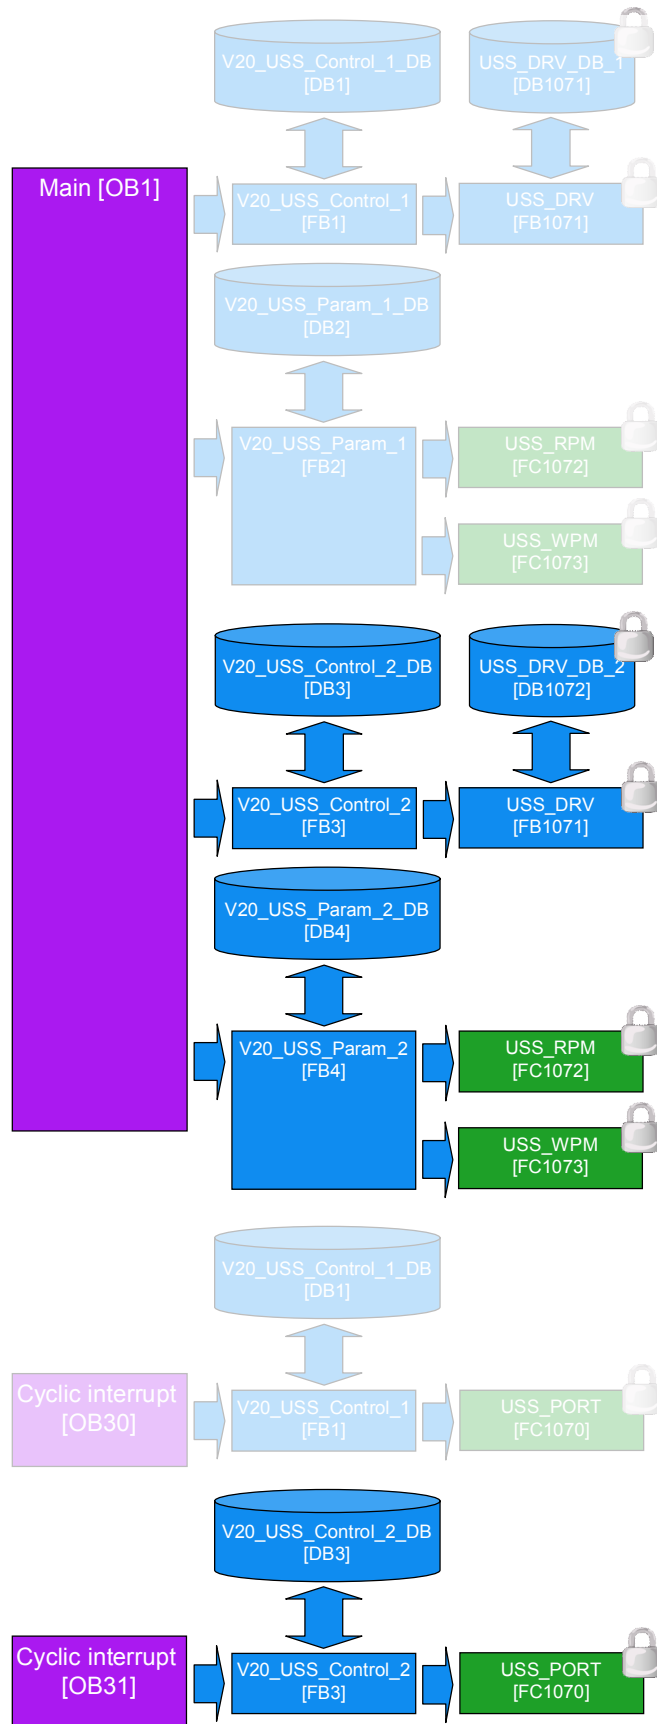 V20_USS_Control_1_DB
[DB1]
USS_DRV_DB_1
[DB1071]
Main [OB1]
V20_USS_Control_1
[FB1]
USS_DRV
[FB1071]
V20_USS_Param_1_DB
[DB2]
V20_USS_Param_1
[FB2]
USS_RPM
[FC1072]
USS_WPM
[FC1073]
V20_USS_Control_2_DB
[DB3]
USS_DRV_DB_2
[DB1072]
V20_USS_Control_2
[FB3]
USS_DRV
[FB1071]
V20_USS_Param_2_DB
[DB4]
V20_USS_Param_2
[FB4]
USS_RPM
[FC1072]
USS_WPM
[FC1073]
V20_USS_Control_1_DB
[DB1]
Cyclic interrupt
[OB30]
V20_USS_Control_1
[FB1]
USS_PORT
[FC1070]
V20_USS_Control_2_DB
[DB3]
Cyclic interrupt
[OB31]
V20_USS_Control_2
[FB3]
USS_PORT
[FC1070]